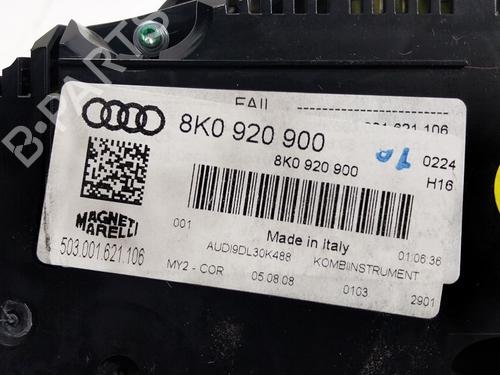 FAIL
8K0 920 900
8K0 920 900
0224
H16
MAGNETI
MARELLI
503.001.621.106
001
Made in Italy
01:06:36
AUDI9DL30K488
KOMBIINSTRUMENT
MY2 - COR
05.08.08
0103
2901
B-PARTS